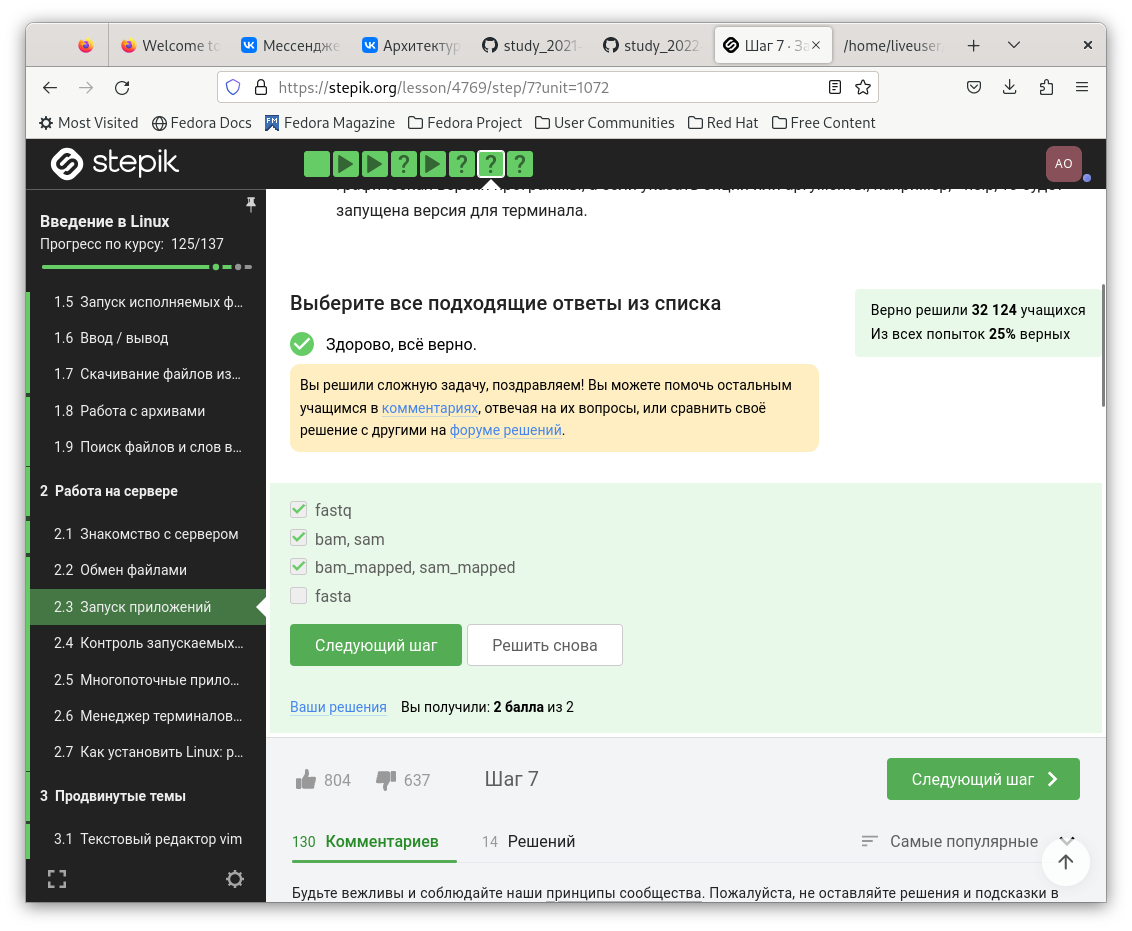 Welcome to
Мессендже
Архитектур
study_2021-
study_2022
Шаг 7 · За
/home/liveuser
https://stepik.org/lesson/4769/step/7?unit=1072
Most Visited
Fedora Docs
Fedora Magazine
Fedora Project
User Communities
Red Hat
Free Content
stepik
AO
Введение в Linux
Прогресс по курсу: 125/137
1.5 Запуск исполняемых ф...
1.6 Ввод / вывод
1.7 Скачивание файлов из...
1.8 Работа с архивами
1.9 Поиск файлов и слов в...
2 Работа на сервере
2.1 Знакомство с сервером
2.2 Обмен файлами
2.3 Запуск приложений
2.4 Контроль запускаемых...
2.5 Многопоточные прило...
2.6 Менеджер терминалов...
2.7 Как установить Linux: р...
3 Продвинутые темы
3.1 Текстовый редактор vim
запущена версия для терминала.
Выберите все подходящие ответы из списка
Верно решили 32 124 учащихся
Из всех попыток 25% верных
Здорово, всё верно.
Вы решили сложную задачу, поздравляем! Вы можете помочь остальным
учащимся в комментариях, отвечая на их вопросы, или сравнить своё
решение с другими на форуме решений.
fastq
bam, sam
bam_mapped, sam_mapped
fasta
Следующий шаг
Решить снова
Ваши решения Вы получили: 2 балла из 2
804
637
Шаг 7
Следующий шаг
130 Комментариев
14 Решений
Самые популярные
Будьте вежливы и соблюдайте наши принципы сообщества. Пожалуйста, не оставляйте решения и подсказки в